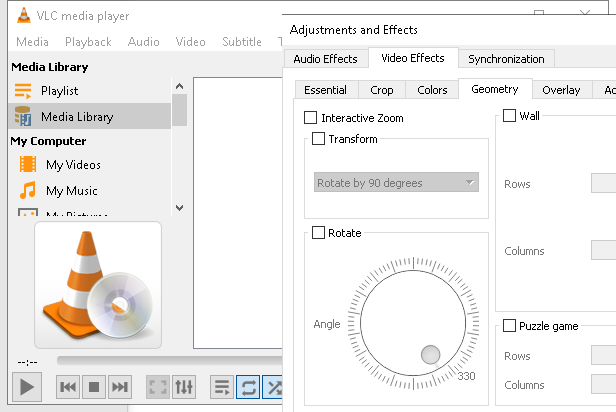 VLC media player
Media Playback Audio Video Subtitle
Media Library
Playlist
Media Library
My Computer
My Videos
My Music
My Pictures
--:--
Adjustments and Effects
Audio Effects Video Effects Synchronization
Essential Crop Colors Geometry Overlay
Interactive Zoom
Transform
Rotate by 90 degrees
Rotate
Angle
330
Wall
Rows
Columns
Puzzle game
Rows
Columns